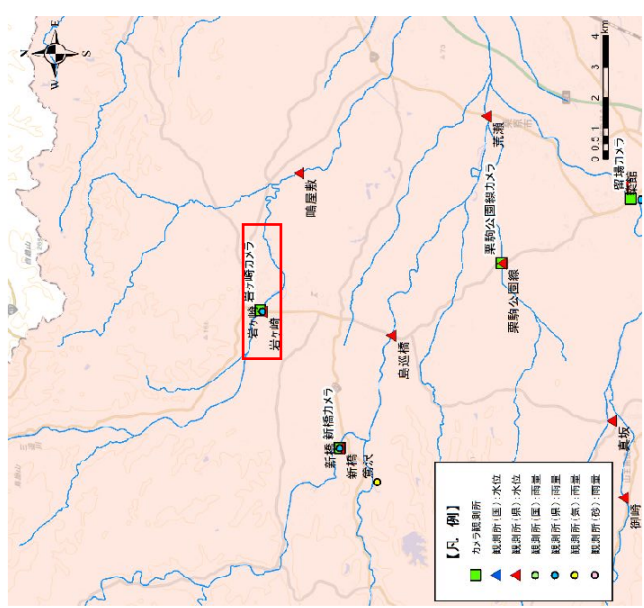 N
E
W
S
岩ヶ崎 岩ヶ崎カメラ
岩ヶ崎
鳴屋敷
荒瀬
栗駒公園線カメラ
栗駒公園線
留場カメラ
築館
島巡橋
新橋 新橋カメラ
新橋
鶯沢
真坂
御崎
0 0.5 1 2 3 4
km
【凡 例】
カメラ観測所
観測所(国):水位
観測所(県):水位
観測所(国):雨量
観測所(県):雨量
観測所(気):雨量
観測所(砂):雨量